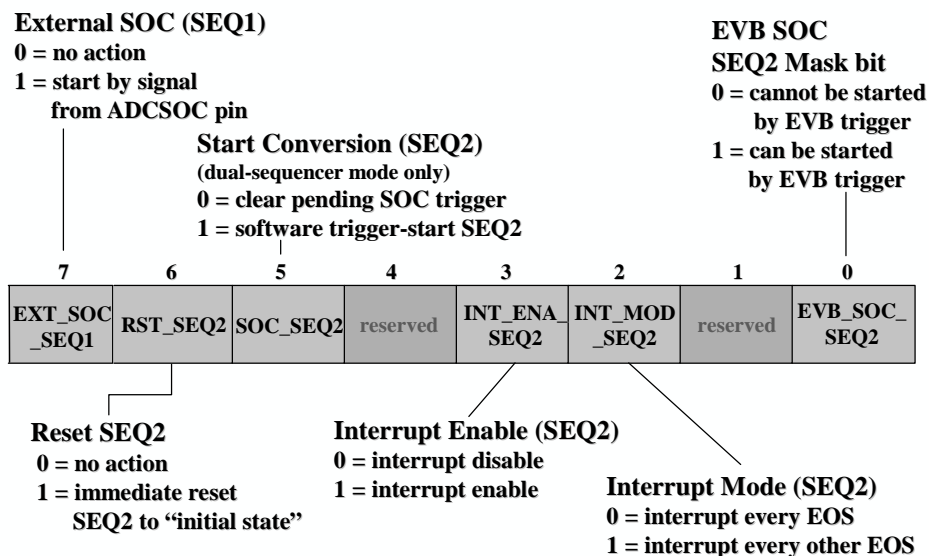 External SOC (SEQ1)
0 = no action
1 = start by signal
from ADCSOC pin
EVB SOC
SEQ2 Mask bit
0 = cannot be started
by EVB trigger
1 = can be started
by EVB trigger
Start Conversion (SEQ2)
(dual-sequencer mode only)
0 = clear pending SOC trigger
1 = software trigger-start SEQ2
7 6 5 4 3 2 1 0
EXT_SOC
_SEQ1
RST_SEQ2
SOC_SEQ2
reserved
INT_ENA_
SEQ2
INT_MOD
_SEQ2
reserved
EVB_SOC_
SEQ2
Reset SEQ2
0 = no action
1 = immediate reset
SEQ2 to “initial state”
Interrupt Enable (SEQ2)
0 = interrupt disable
1 = interrupt enable
Interrupt Mode (SEQ2)
0 = interrupt every EOS
1 = interrupt every other EOS